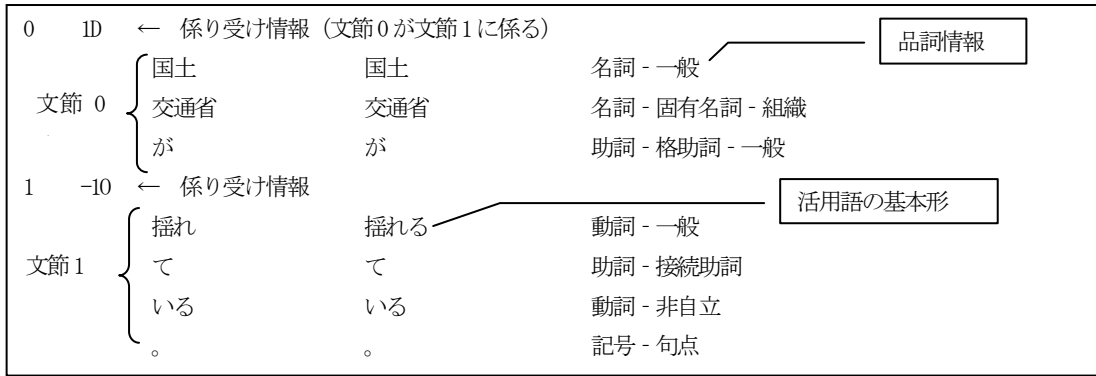 0 1D ← 係り受け情報（文節0が文節1に係る）
品詞情報
国土 国土 名詞‐一般
文節 0 交通省 交通省 名詞‐固有名詞‐組織
が が 助詞‐格助詞‐一般
1 -1O ← 係り受け情報
活用語の基本形
揺れ 揺れる 動詞‐一般
文節1 て て 助詞‐接続助詞
いる いる 動詞‐非自立
。 。 記号‐句点